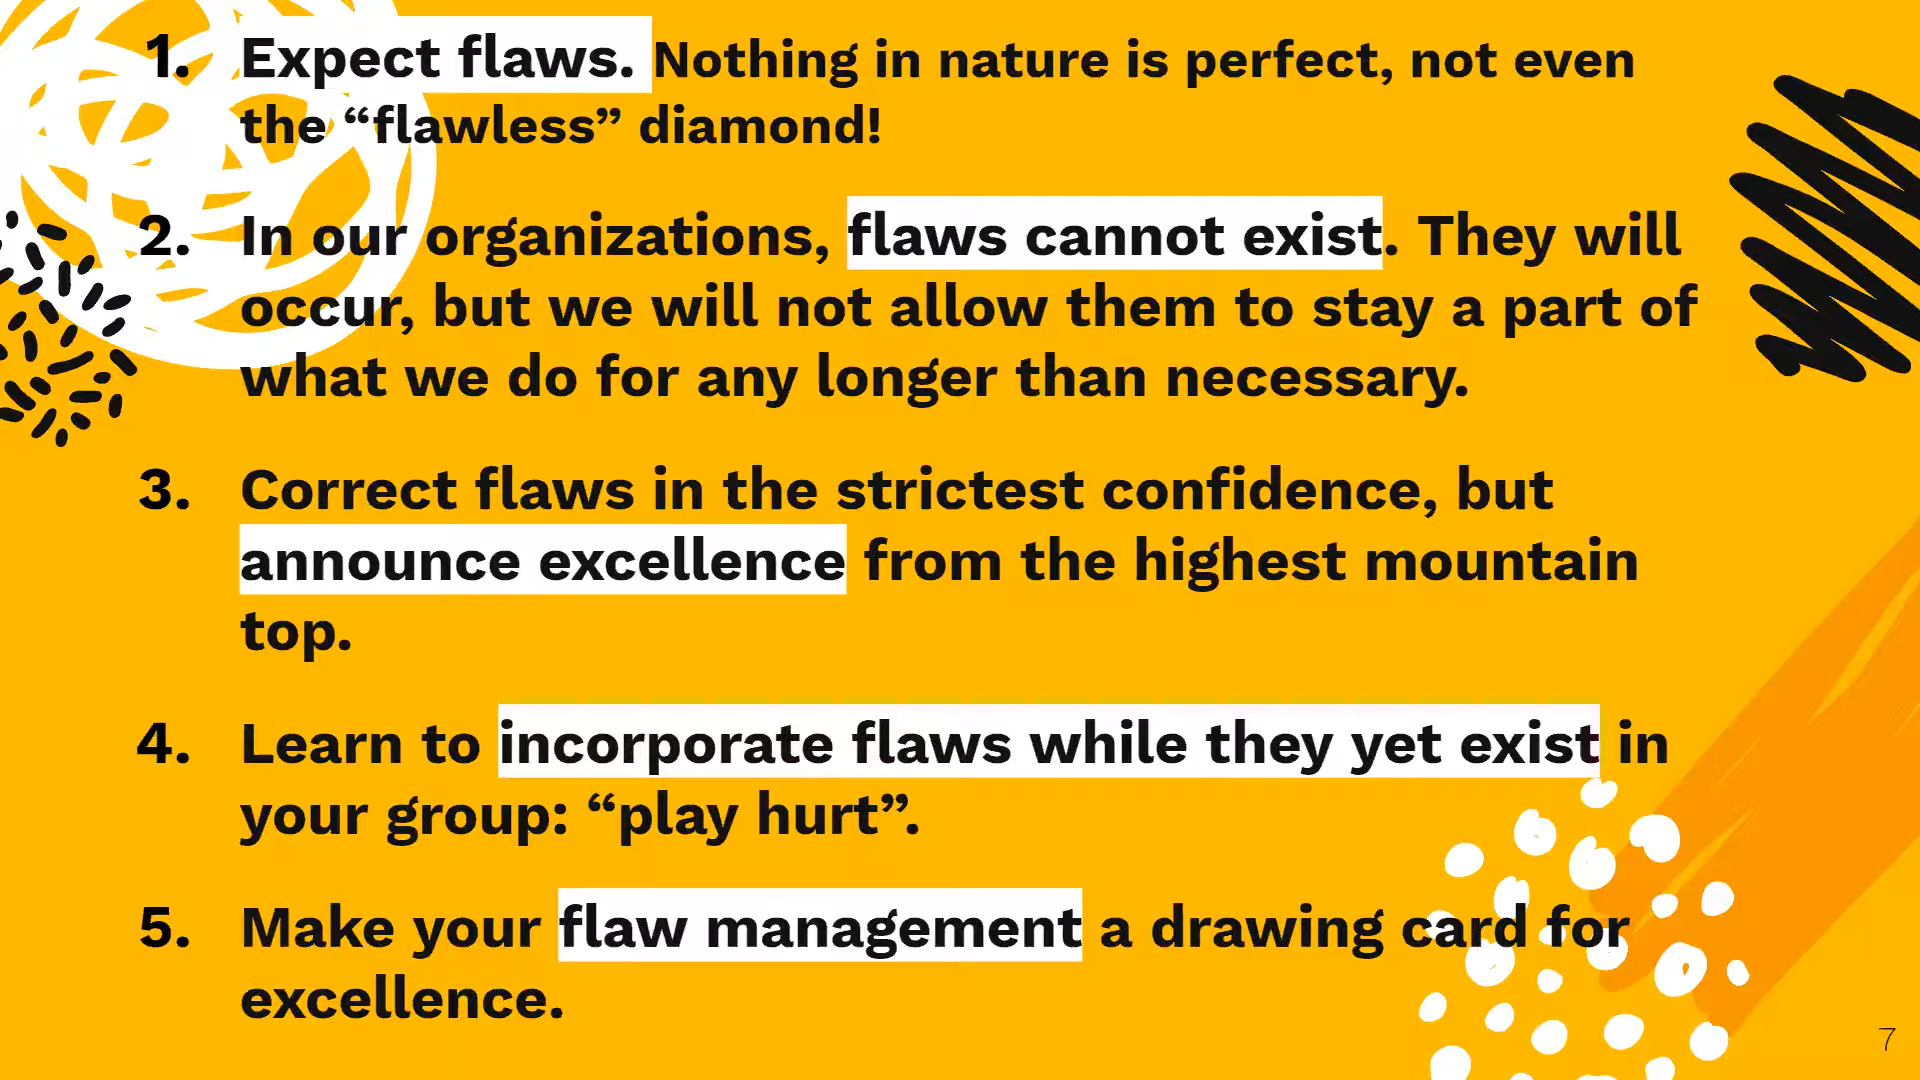 1. Expect flaws. Nothing in nature is perfect, not even
the “flawless” diamond!
2. In our organizations, flaws cannot exist. They will
occur, but we will not allow them to stay a part of
what we do for any longer than necessary.
3. Correct flaws in the strictest confidence, but
announce excellence from the highest mountain
top.
4. Learn to incorporate flaws while they yet exist in
your group: “play hurt”.
5. Make your flaw management a drawing card for
excellence.
7